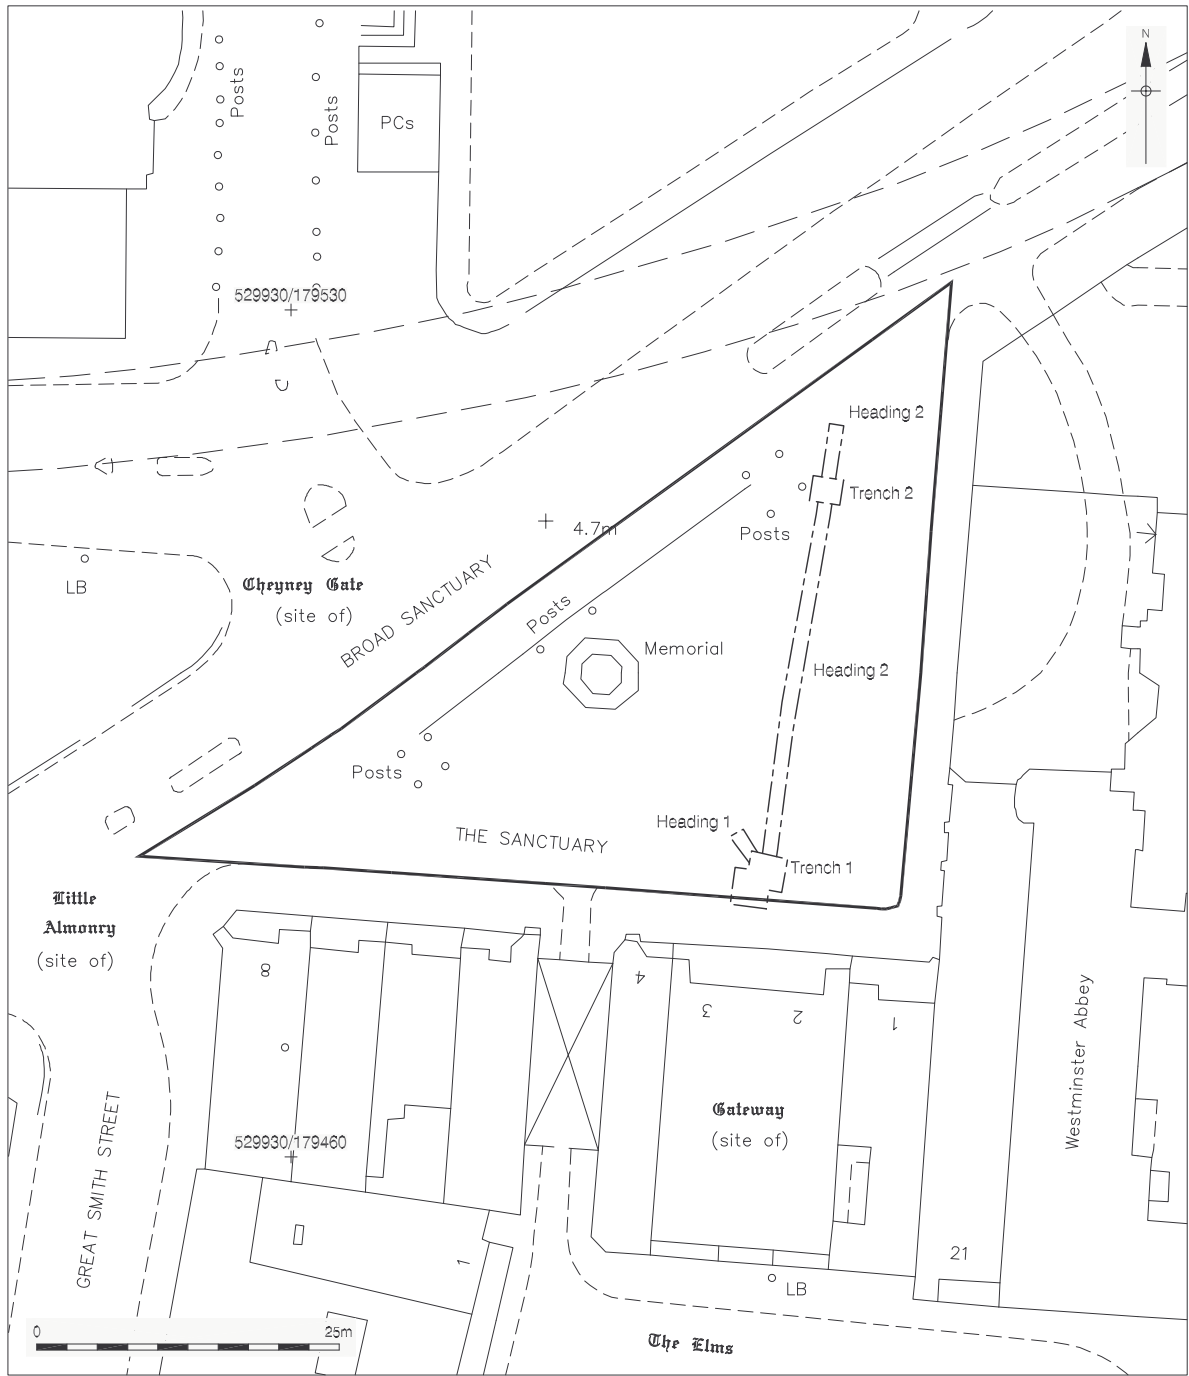 N
Posts
Posts
PCs
529930/179530
Heading 2
Trench 2
Posts
4.7m
LB
Cheyney Gate
(site of)
BROAD SANCTUARY
Posts
Memorial
Heading 2
Posts
Heading 1
THE SANCTUARY
Trench 1
Little
Almonry
(site of)
8
4
3
2
1
Westminster Abbey
Gateway
(site of)
529930/179460
GREAT SMITH STREET
1
21
LB
0
25m
The Elms